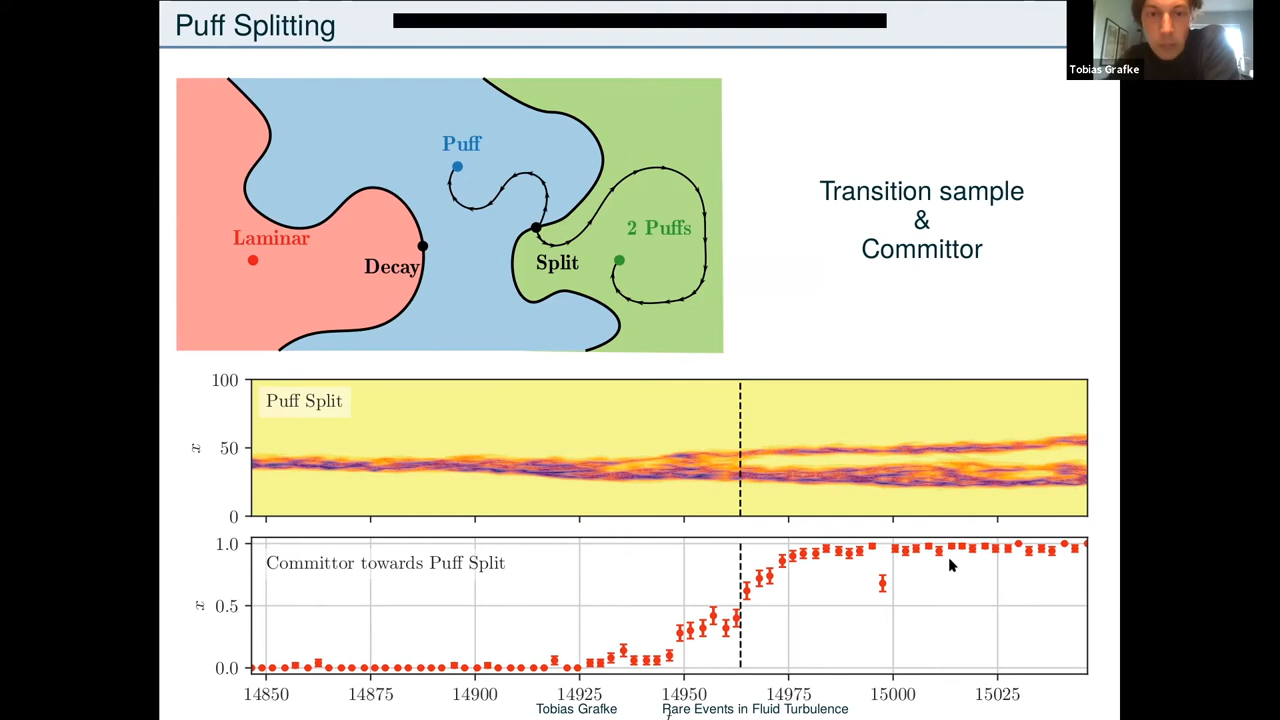 Puff Splitting
Tobias Grafke
Puff
Laminar
2 Puffs
Decay
Split
Transition sample
&
Committor
100
50
0
x
Puff Split
1.0
0.5
0.0
x
Committor towards Puff Split
14850 14875 14900 14925 14950 14975 15000 15025
Tobias Grafke Rare Events in Fluid Turbulence